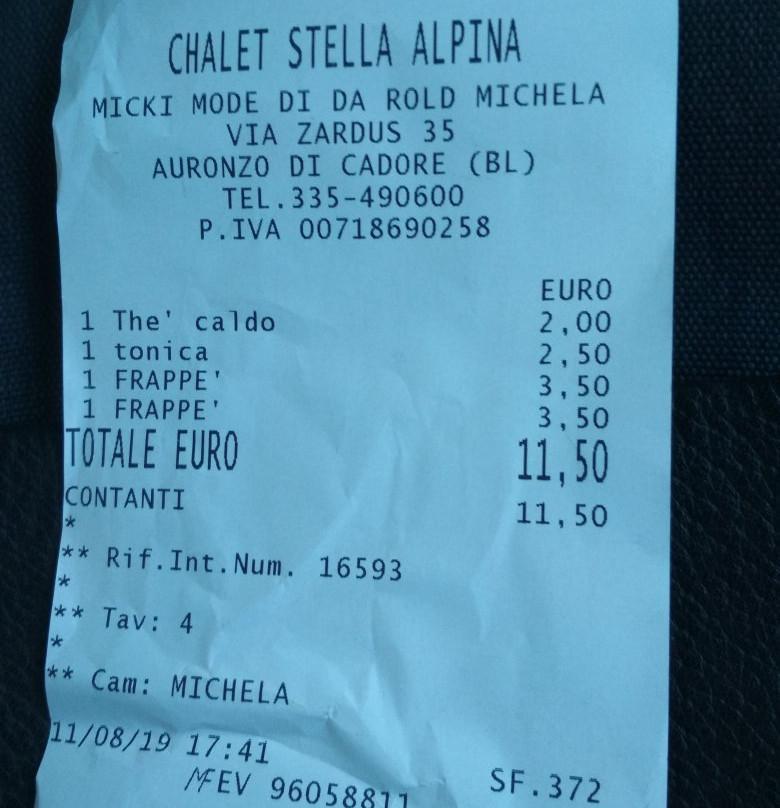 CHALET STELLA ALPINA
MICKI MODE DI DA ROLD MICHELA
VIA ZARDUS 35
AURONZO DI CADORE (BL)
TEL.335-490600
P.IVA 00718690258
EURO
1 The' caldo 2,00
1 tonica 2,50
1 FRAPPE' 3,50
1 FRAPPE' 3,50
TOTALE EURO 11,50
CONTANTI 11,50
*
** Rif.Int.Num. 16593
*
** Tav: 4
*
** Cam: MICHELA
11/08/19 17:41 SF.372
EV 96058811